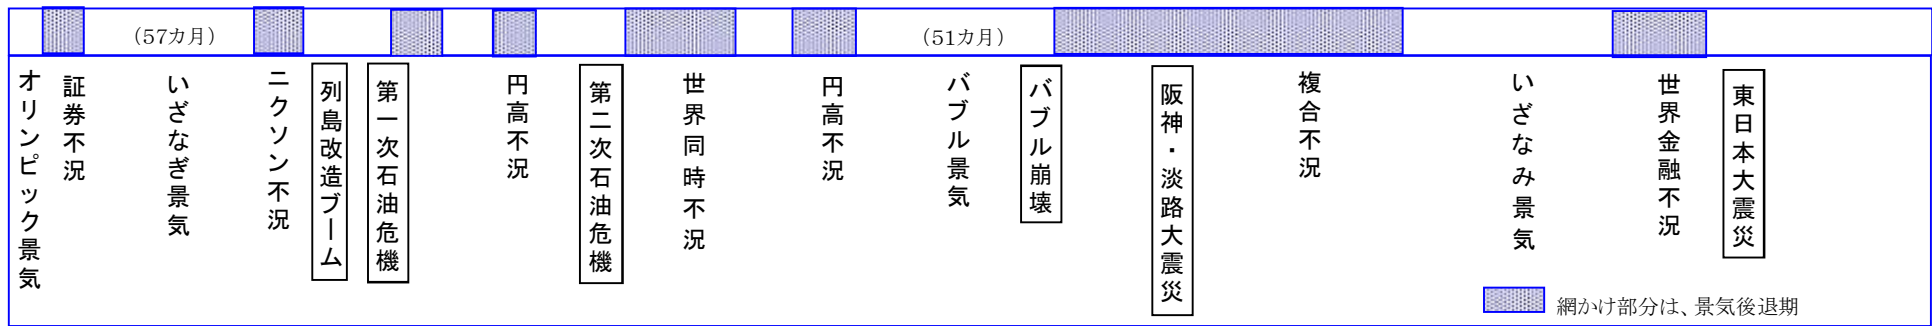 (57カ月)
(51カ月)
オリンピック景気
証券不況
いざなぎ景気
ニクソン不況
列島改造ブーム
第一次石油危機
円高不況
第二次石油危機
世界同時不況
円高不況
バブル景気
バブル崩壊
阪神・淡路大震災
複合不況
いざなみ景気
世界金融不況
東日本大震災
網かけ部分は、景気後退期